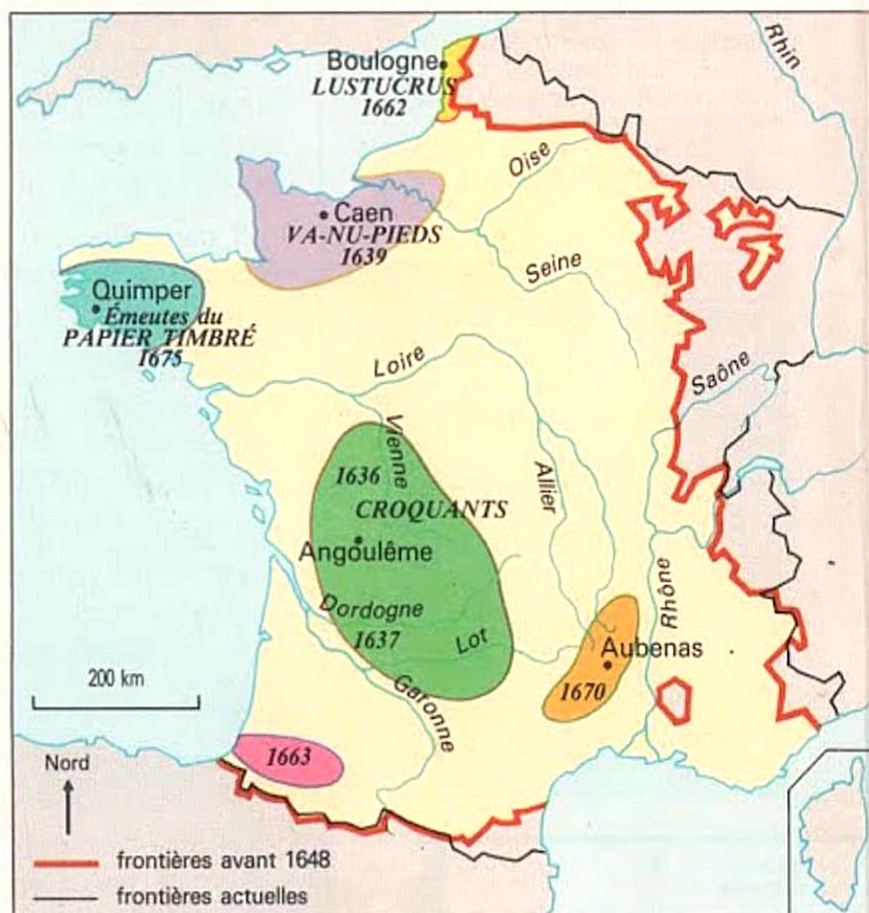 Rhin
Boulogne
LUSTUCRUS
1662
Oise
Caen
VA-NU-PIEDS
1639
Seine
Quimper
Émeutes du
PAPIER TIMBRÉ
1675
Loire
Saône
Vienne
1636
Allier
CROQUANTS
Angoulême
Rhône
Dordogne
1637
Lot
Aubenas
200 km
Garonne
1670
1663
Nord
frontières avant 1648
frontières actuelles